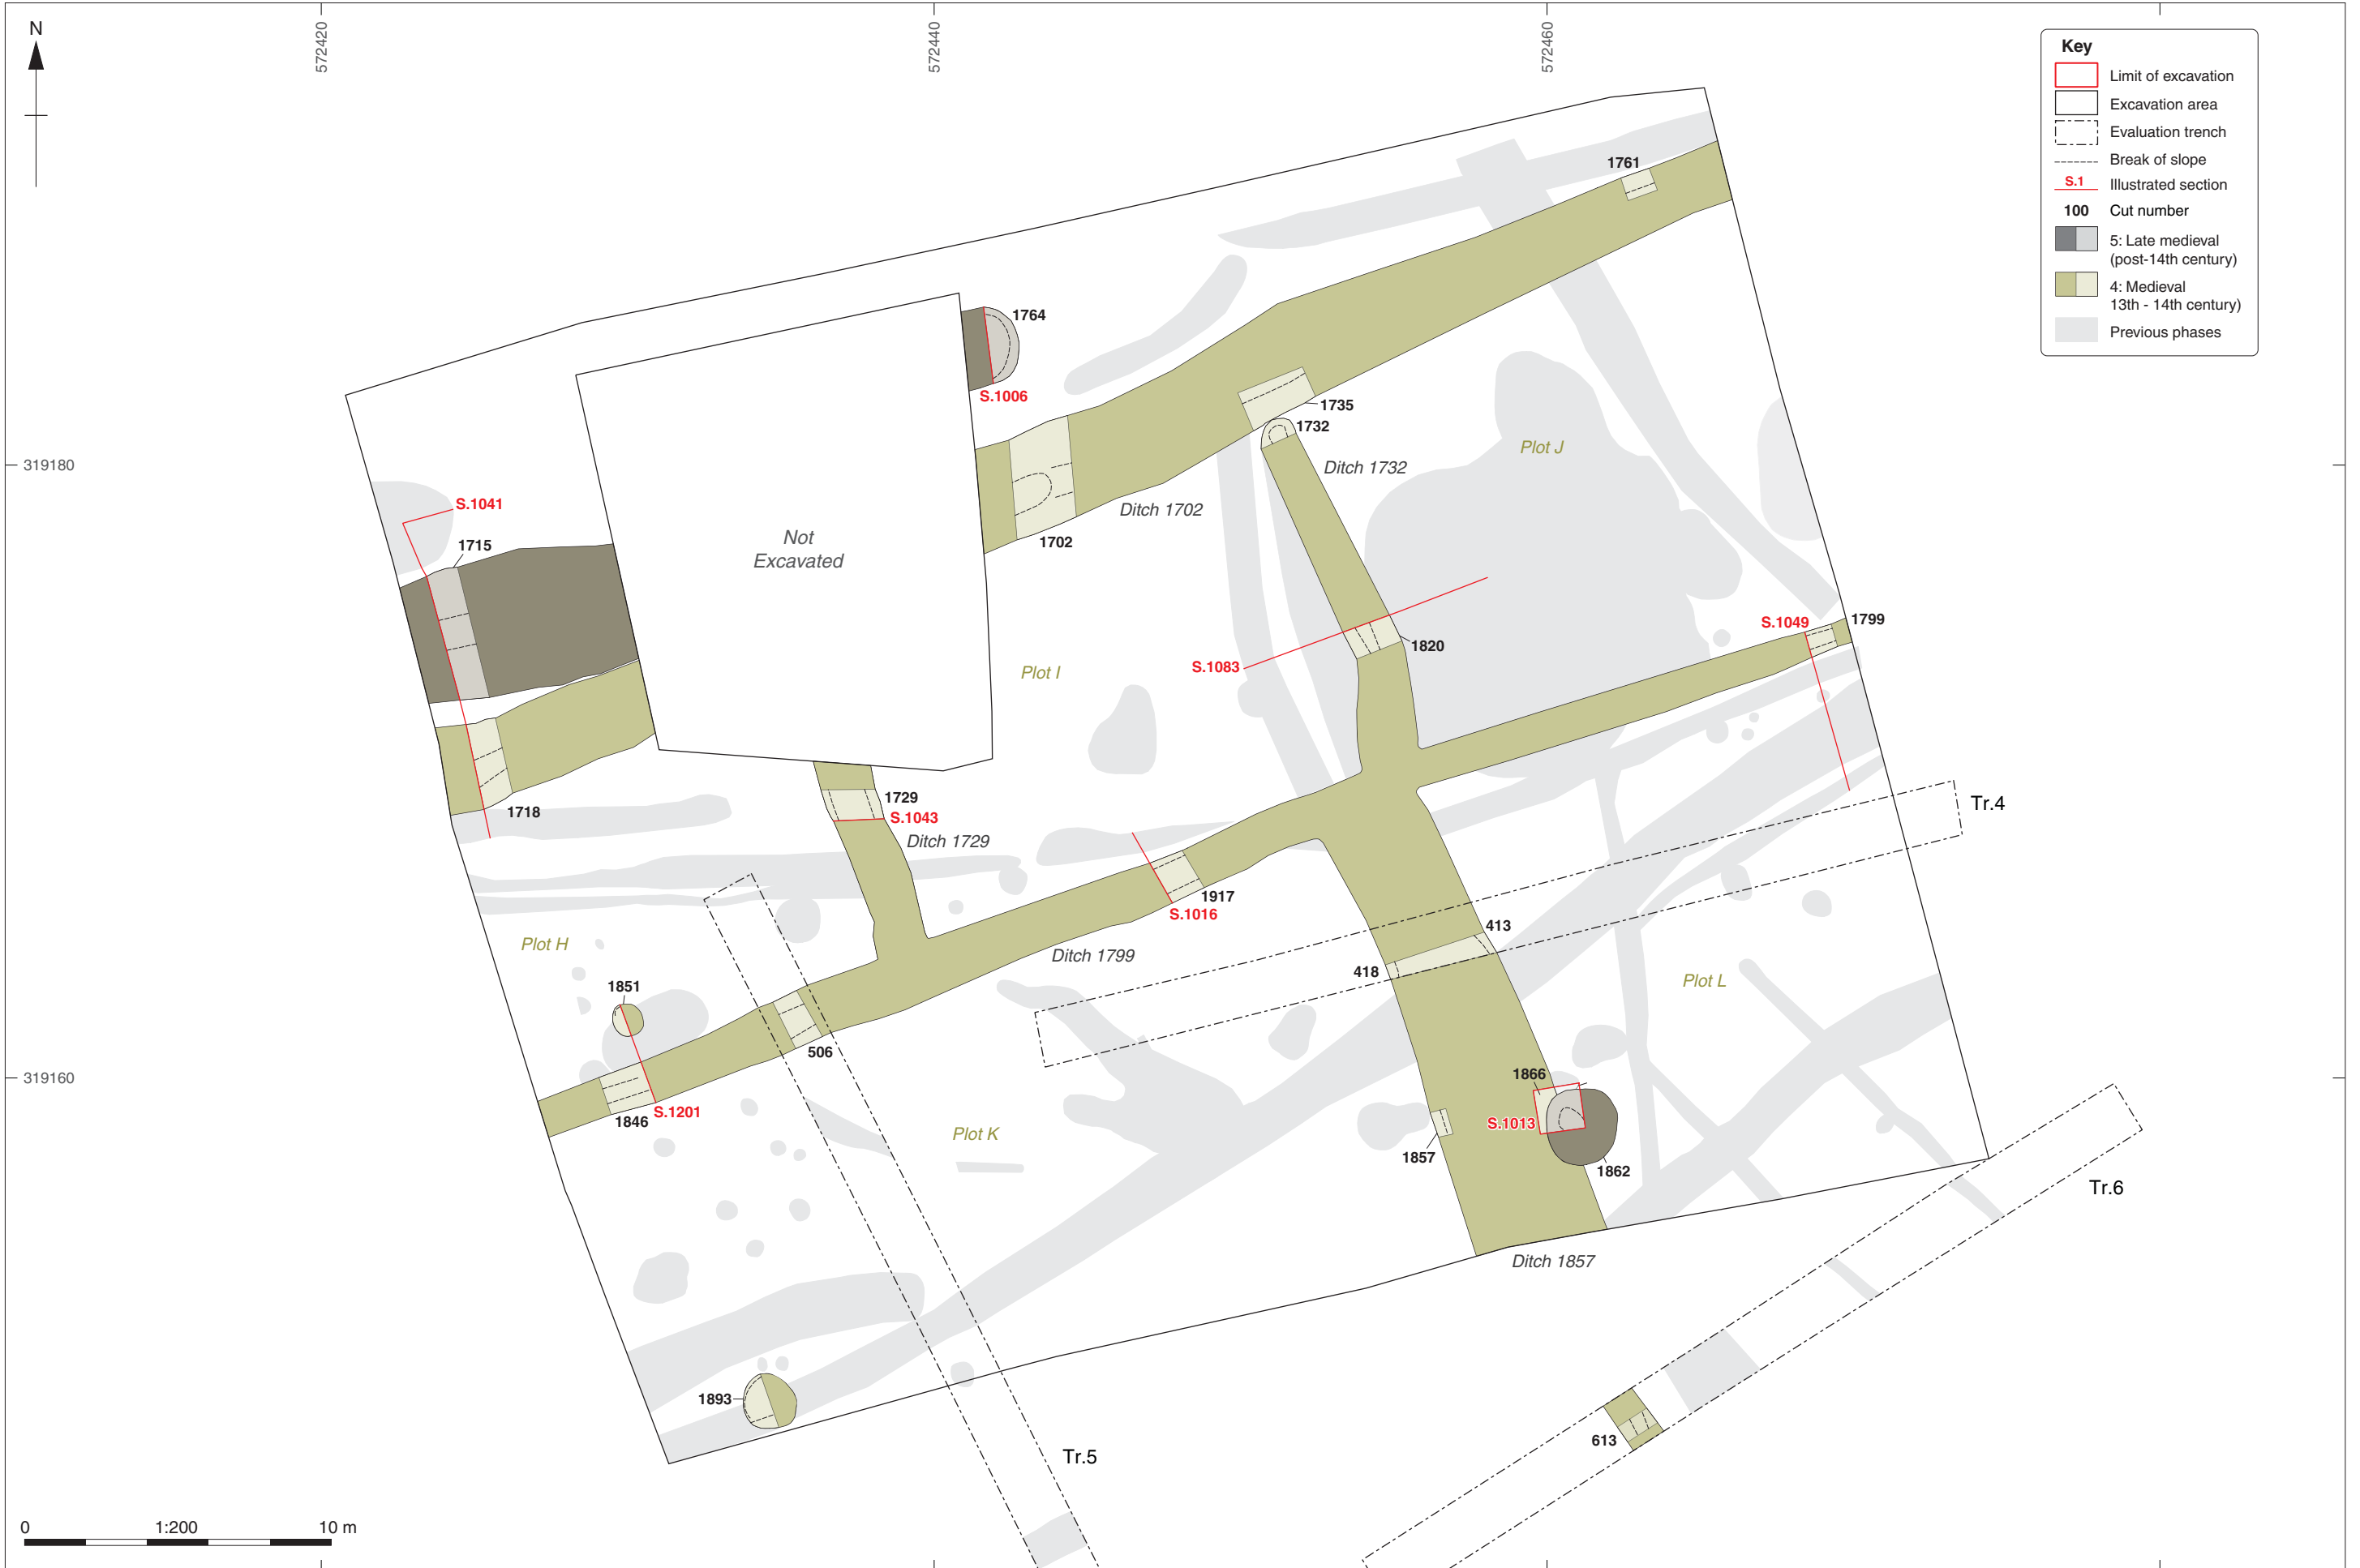 572420
572440
572460
N
Key
Limit of excavation
Excavation area
Evaluation trench
Break of slope
S.1 Illustrated section
100 Cut number
5: Late medieval
(post-14th century)
4: Medieval
13th - 14th century)
Previous phases
1761
1764
S.1006
1735
1732
Plot J
Ditch 1732
319180
S.1041
Ditch 1702
1715
Not
Excavated
1702
S.1049
1799
1820
S.1083
Plot I
1729
Tr.4
1718
S.1043
Ditch 1729
1917
S.1016
413
Plot H
Ditch 1799
418
Plot L
1851
506
1866
319160
S.1201
1846
S.1013
Plot K
1857
1862
Tr.6
Ditch 1857
1893
613
Tr.5
0 1:200 10 m